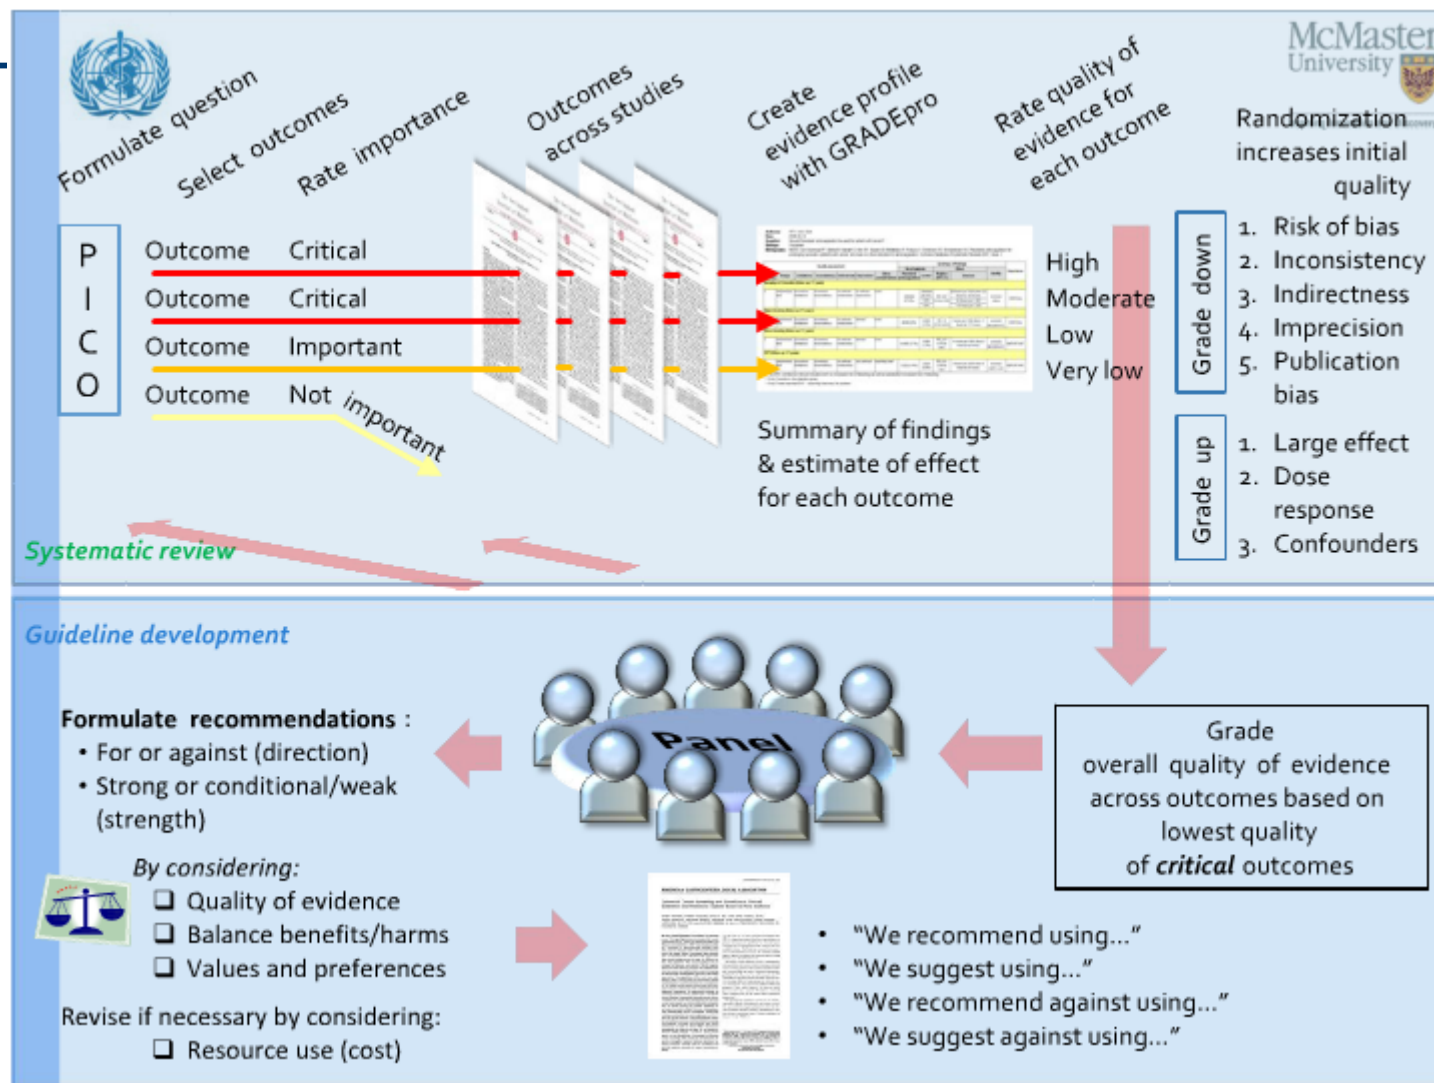 McMaster
University
Formulate question
Select outcomes
Rate importance
Outcomes
across studies
Create
evidence profile
with GRADEpro
Rate quality of
evidence for
each outcome
Randomization
increases initial
quality
P
I
C
O
Outcome Critical
Outcome Critical
Outcome Important
Outcome Not important
High
Moderate
Low
Very low
Summary of findings
& estimate of effect
for each outcome
Grade down
1. Risk of bias
2. Inconsistency
3. Indirectness
4. Imprecision
5. Publication
bias
Grade up
1. Large effect
2. Dose
response
3. Confounders
Systematic review
Guideline development
Formulate recommendations :
• For or against (direction)
• Strong or conditional/weak
(strength)
By considering:
❑ Quality of evidence
❑ Balance benefits/harms
❑ Values and preferences
Revise if necessary by considering:
❑ Resource use (cost)
Panel
Grade
overall quality of evidence
across outcomes based on
lowest quality
of critical outcomes
• “We recommend using…”
• “We suggest using…”
• “We recommend against using…”
• “We suggest against using…”